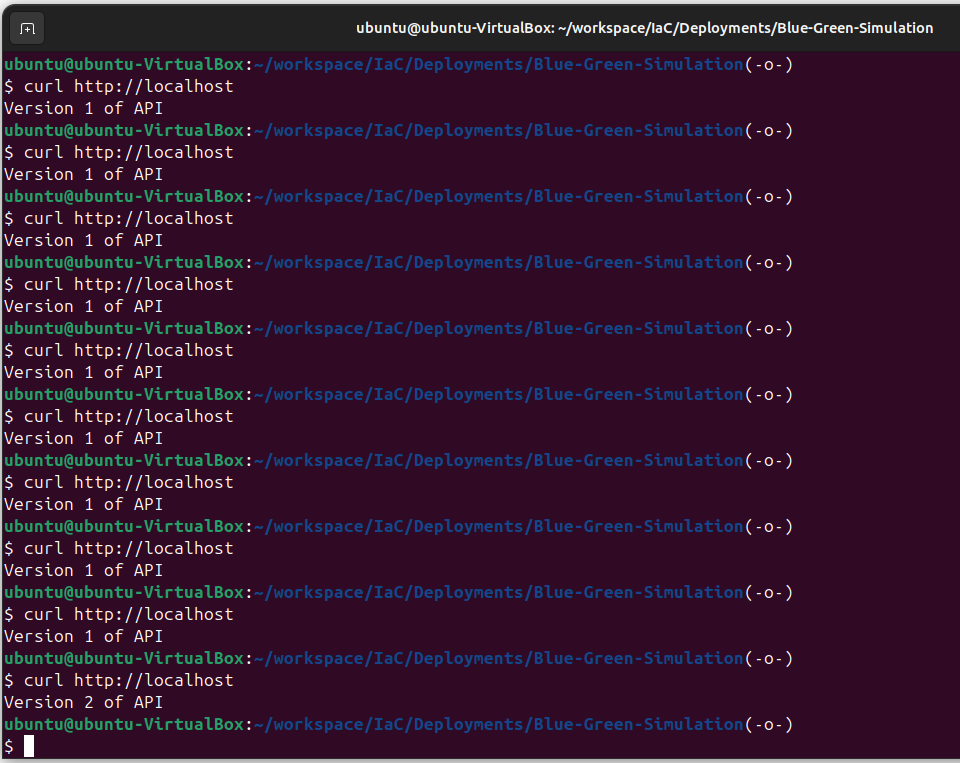 ubuntu@ubuntu-VirtualBox: ~/workspace/IaC/Deployments/Blue-Green-Simulation
ubuntu@ubuntu-VirtualBox:~/workspace/IaC/Deployments/Blue-Green-Simulation(-o-)
$ curl http://localhost
Version 1 of API
ubuntu@ubuntu-VirtualBox:~/workspace/IaC/Deployments/Blue-Green-Simulation(-o-)
$ curl http://localhost
Version 1 of API
ubuntu@ubuntu-VirtualBox:~/workspace/IaC/Deployments/Blue-Green-Simulation(-o-)
$ curl http://localhost
Version 1 of API
ubuntu@ubuntu-VirtualBox:~/workspace/IaC/Deployments/Blue-Green-Simulation(-o-)
$ curl http://localhost
Version 1 of API
ubuntu@ubuntu-VirtualBox:~/workspace/IaC/Deployments/Blue-Green-Simulation(-o-)
$ curl http://localhost
Version 1 of API
ubuntu@ubuntu-VirtualBox:~/workspace/IaC/Deployments/Blue-Green-Simulation(-o-)
$ curl http://localhost
Version 1 of API
ubuntu@ubuntu-VirtualBox:~/workspace/IaC/Deployments/Blue-Green-Simulation(-o-)
$ curl http://localhost
Version 1 of API
ubuntu@ubuntu-VirtualBox:~/workspace/IaC/Deployments/Blue-Green-Simulation(-o-)
$ curl http://localhost
Version 1 of API
ubuntu@ubuntu-VirtualBox:~/workspace/IaC/Deployments/Blue-Green-Simulation(-o-)
$ curl http://localhost
Version 1 of API
ubuntu@ubuntu-VirtualBox:~/workspace/IaC/Deployments/Blue-Green-Simulation(-o-)
$ curl http://localhost
Version 2 of API
ubuntu@ubuntu-VirtualBox:~/workspace/IaC/Deployments/Blue-Green-Simulation(-o-)
$